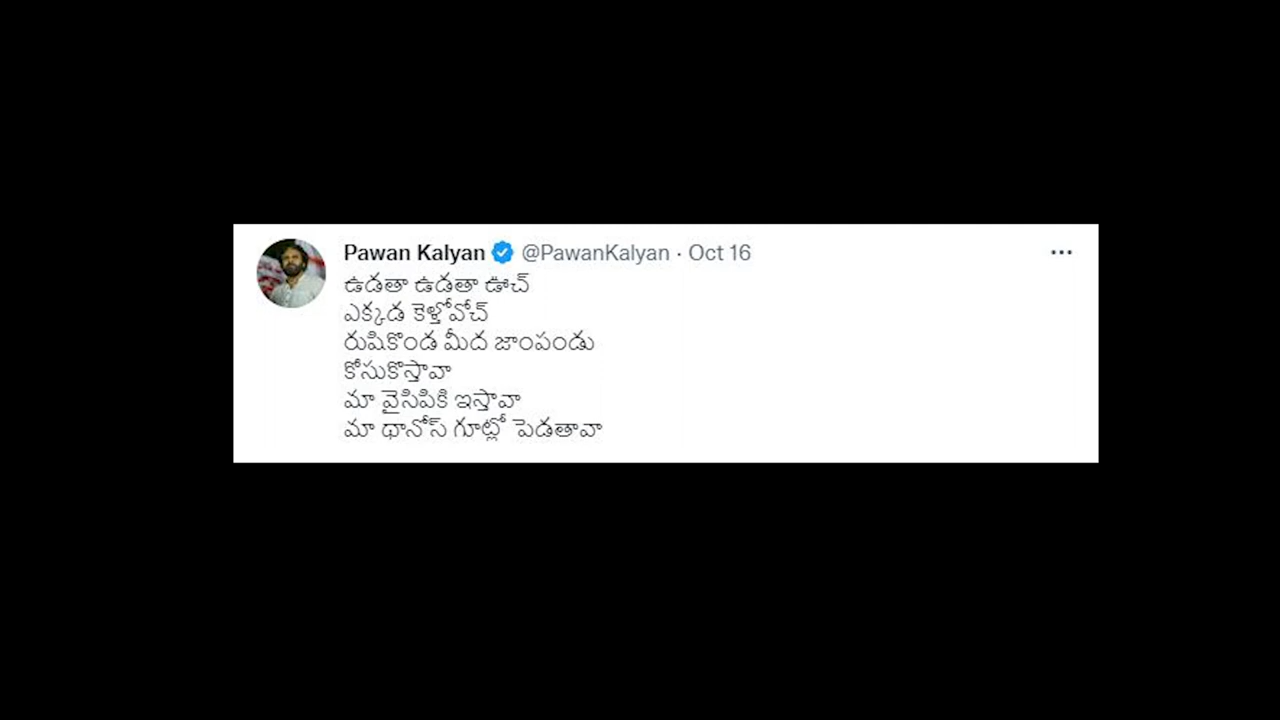 Pawan Kalyan @PawanKalyan · Oct 16 ...
ఉడతా ఉడతా ఊచ్
ఎక్కడ కెళ్తోవోచ్
రుషికొండ మీద జాంపండు
కోసుకొస్తావా
మా వైసిపికి ఇస్తావా
మా థానోస్ గూట్లో పెడతావా